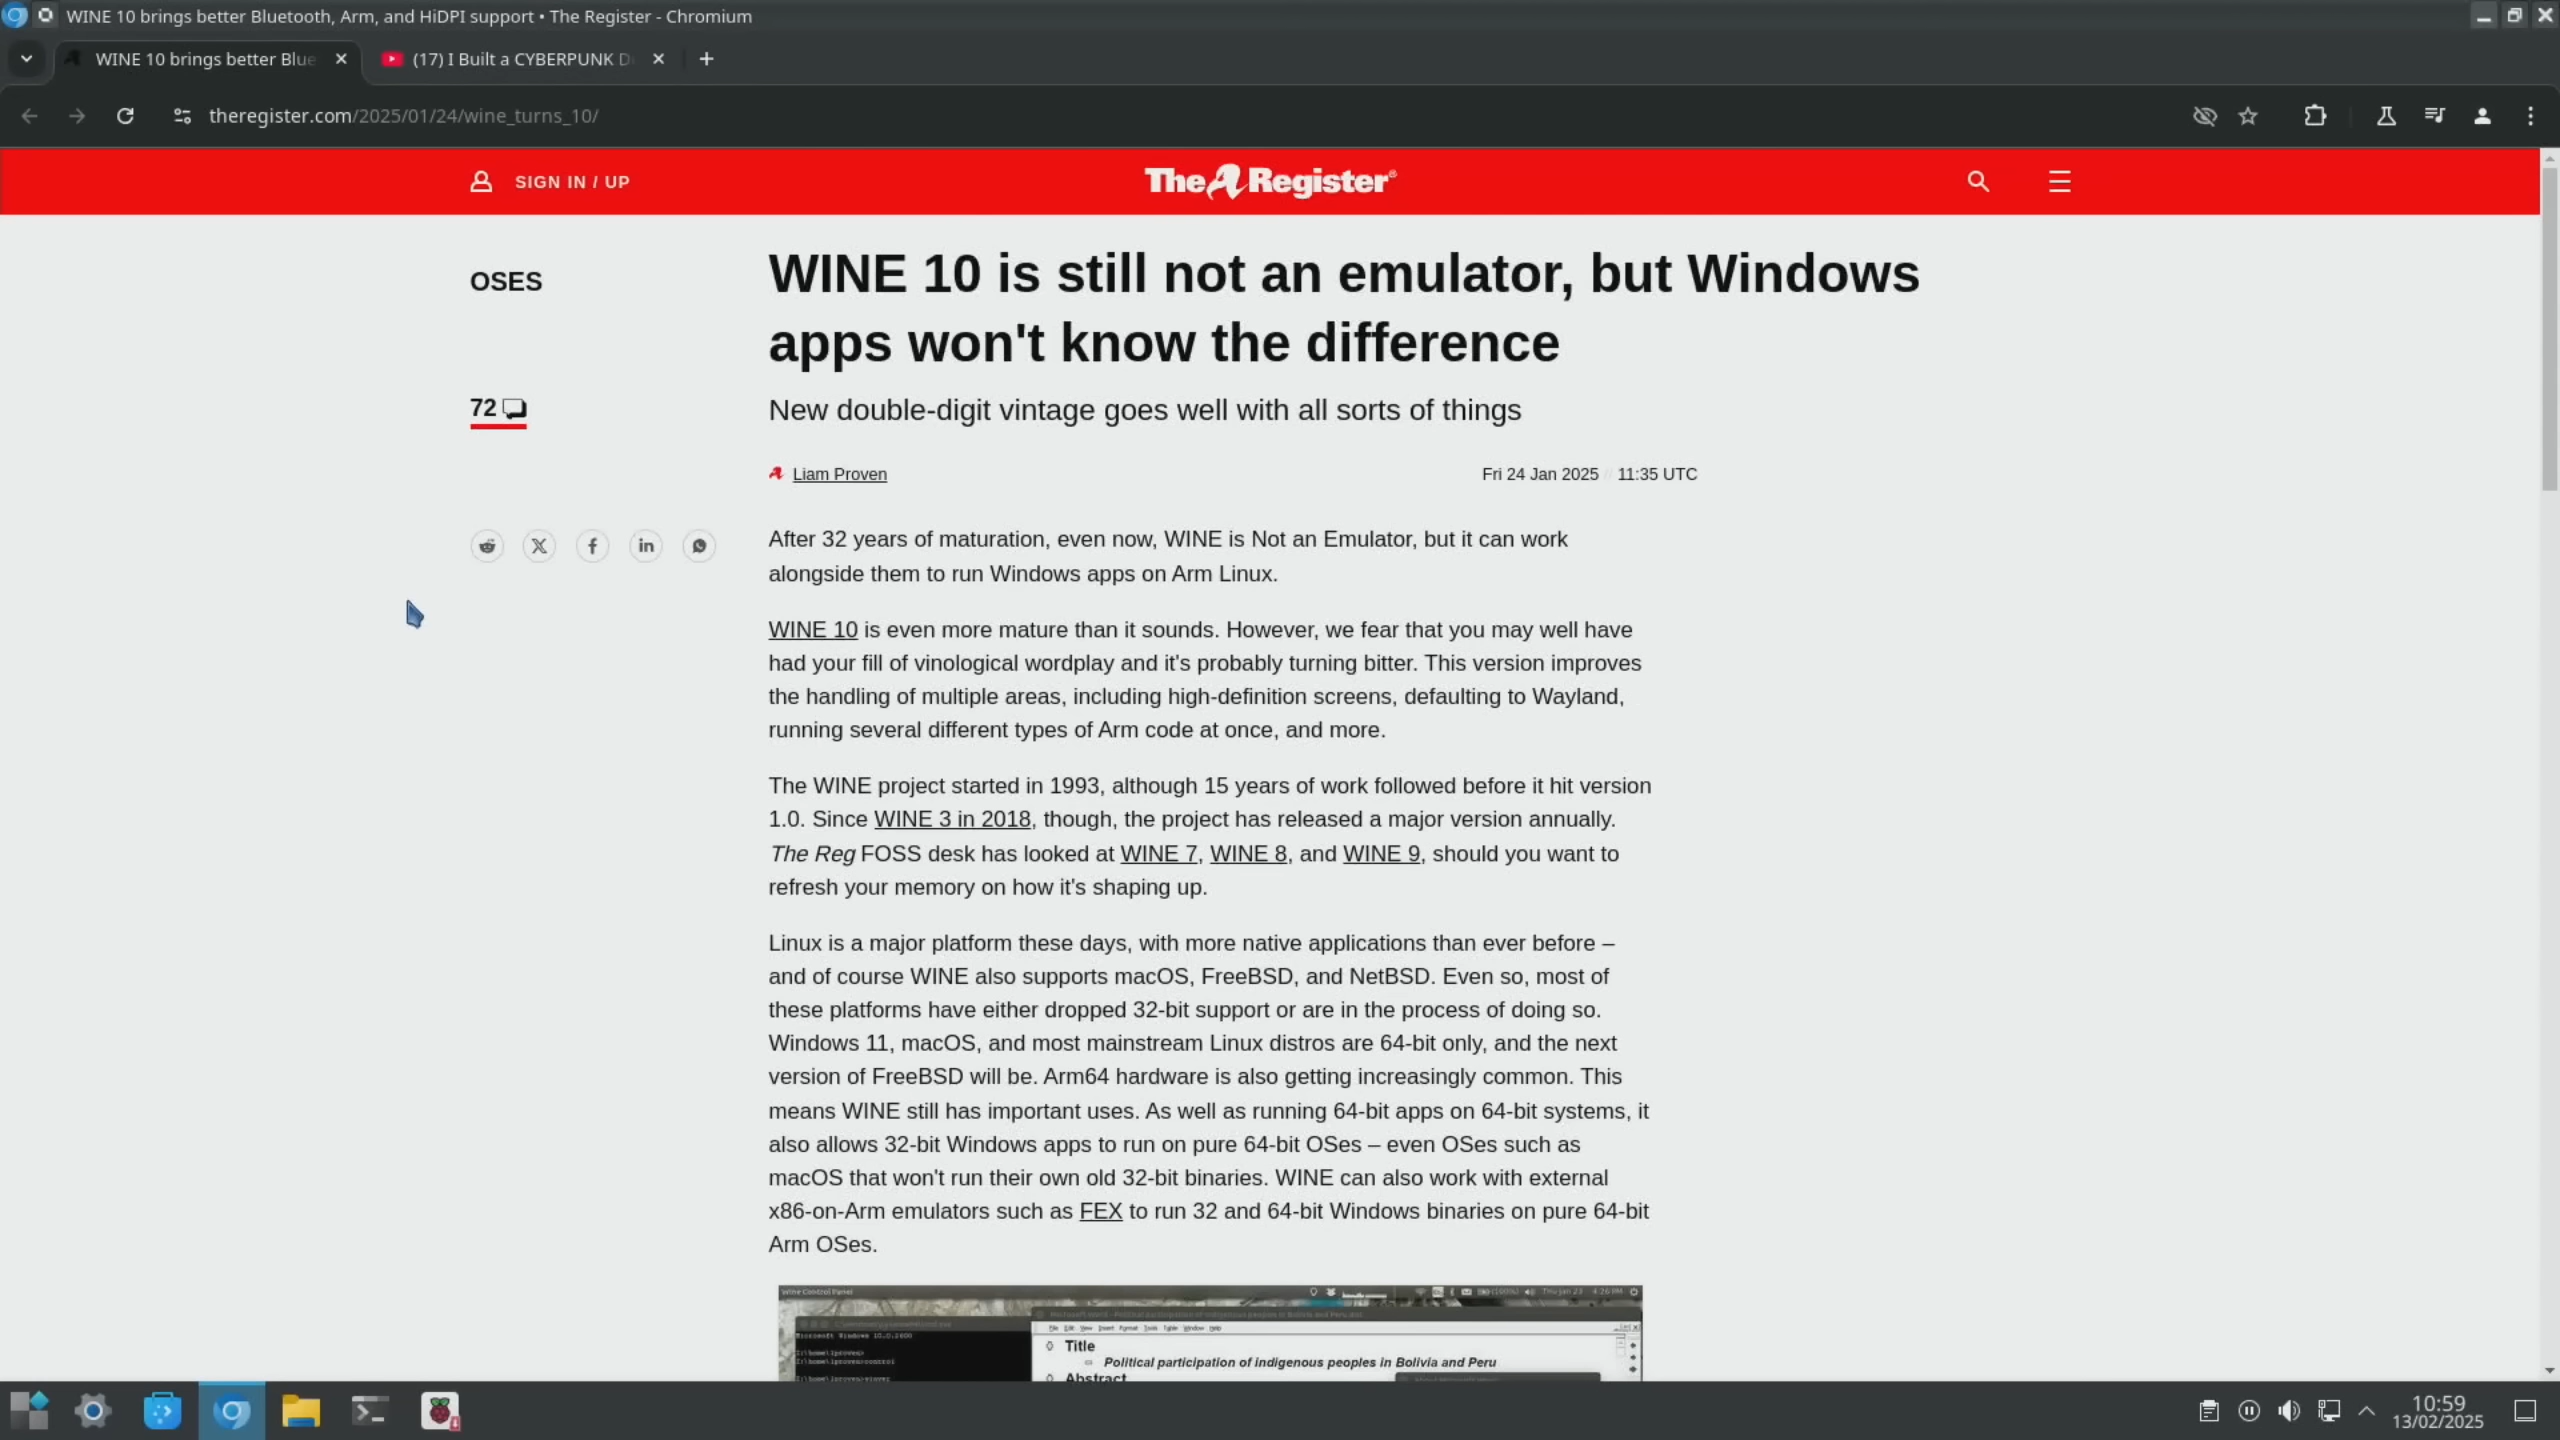 WINE 10 brings better Bluetooth, Arm, and HiDPI support • The Register - Chromium
WINE 10 brings better Blue
(17) I Built a CYBERPUNK D
theregister.com/2025/01/24/wine_turns_10/
SIGN IN / UP
The Register®
OSES
WINE 10 is still not an emulator, but Windows
apps won't know the difference
72
New double-digit vintage goes well with all sorts of things
Liam Proven
Fri 24 Jan 2025 // 11:35 UTC
After 32 years of maturation, even now, WINE is Not an Emulator, but it can work
alongside them to run Windows apps on Arm Linux.
WINE 10 is even more mature than it sounds. However, we fear that you may well have
had your fill of vinological wordplay and it's probably turning bitter. This version improves
the handling of multiple areas, including high-definition screens, defaulting to Wayland,
running several different types of Arm code at once, and more.
The WINE project started in 1993, although 15 years of work followed before it hit version
1.0. Since WINE 3 in 2018, though, the project has released a major version annually.
The Reg FOSS desk has looked at WINE 7, WINE 8, and WINE 9, should you want to
refresh your memory on how it's shaping up.
Linux is a major platform these days, with more native applications than ever before –
and of course WINE also supports macOS, FreeBSD, and NetBSD. Even so, most of
these platforms have either dropped 32-bit support or are in the process of doing so.
Windows 11, macOS, and most mainstream Linux distros are 64-bit only, and the next
version of FreeBSD will be. Arm64 hardware is also getting increasingly common. This
means WINE still has important uses. As well as running 64-bit apps on 64-bit systems, it
also allows 32-bit Windows apps to run on pure 64-bit OSes – even OSes such as
macOS that won't run their own old 32-bit binaries. WINE can also work with external
x86-on-Arm emulators such as FEX to run 32 and 64-bit Windows binaries on pure 64-bit
Arm OSes.
Wine Control Panel
(100%)
Thu Jan 23 4:26 PM
File Edit View Insert Format Tools Table Window Help
Title
Political participation of indigenous peoples in Bolivia and Peru
Abstract
10:59
13/02/2025